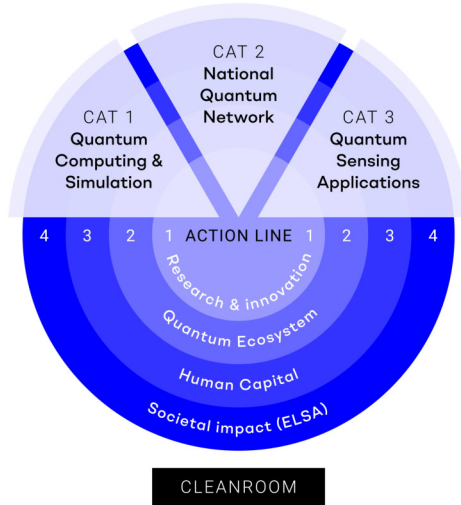 CAT 2
National
Quantum
Network
CAT 1
Quantum
Computing &
Simulation
CAT 3
Quantum
Sensing
Applications
4 3 2 1 ACTION LINE 1 2 3 4
Research & innovation
Quantum Ecosystem
Human Capital
Societal impact (ELSA)
CLEANROOM